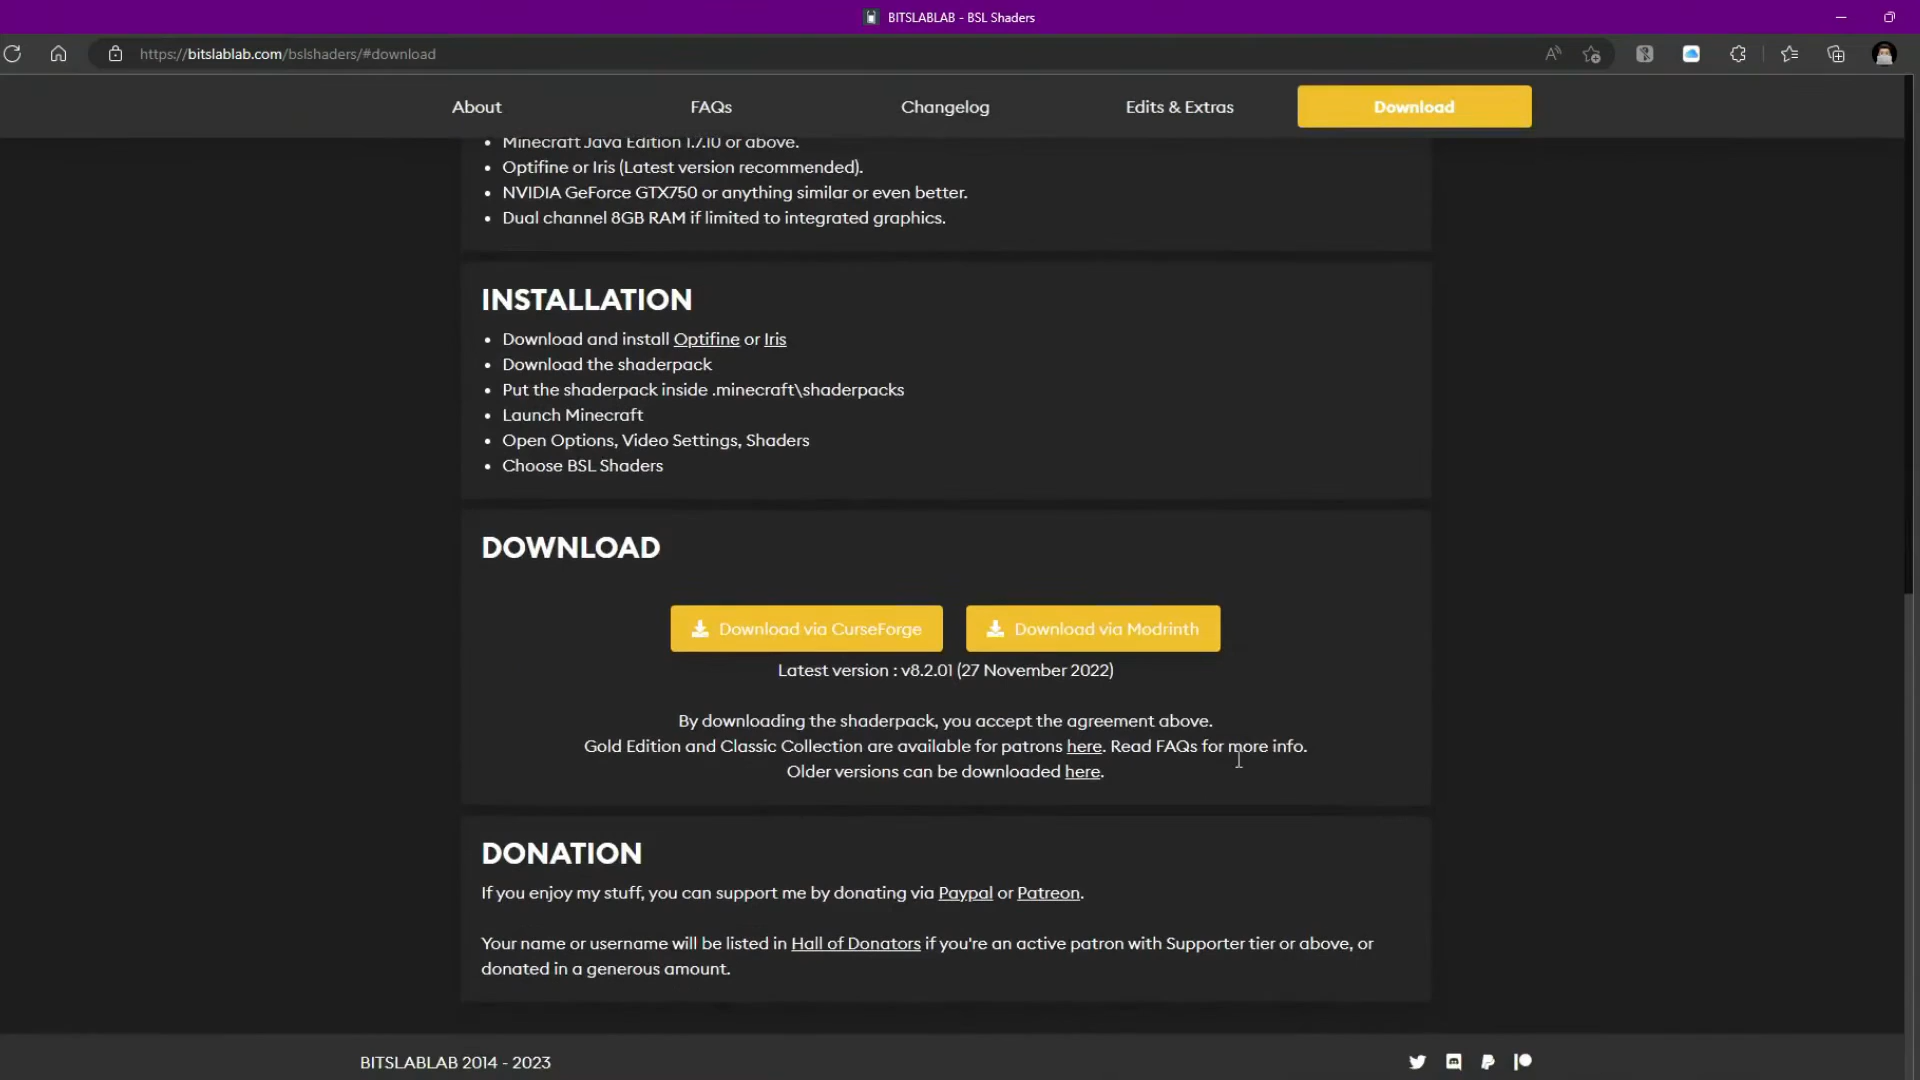 BITSLABLAB - BSL Shaders
https://bitslablab.com/bslshaders/#download
About FAQs Changelog Edits & Extras Download
Minecraft Java Edition 1.7.10 or above.
Optifine or Iris (Latest version recommended).
NVIDIA GeForce GTX750 or anything similar or even better.
Dual channel 8GB RAM if limited to integrated graphics.
INSTALLATION
Download and install Optifine or Iris
Download the shaderpack
Put the shaderpack inside .minecraft\shaderpacks
Launch Minecraft
Open Options, Video Settings, Shaders
Choose BSL Shaders
DOWNLOAD
Download via CurseForge Download via Modrinth
Latest version : v8.2.01 (27 November 2022)
By downloading the shaderpack, you accept the agreement above.
Gold Edition and Classic Collection are available for patrons here. Read FAQs for more info.
Older versions can be downloaded here.
DONATION
If you enjoy my stuff, you can support me by donating via Paypal or Patreon.
Your name or username will be listed in Hall of Donators if you're an active patron with Supporter tier or above, or
donated in a generous amount.
BITSLABLAB 2014 - 2023